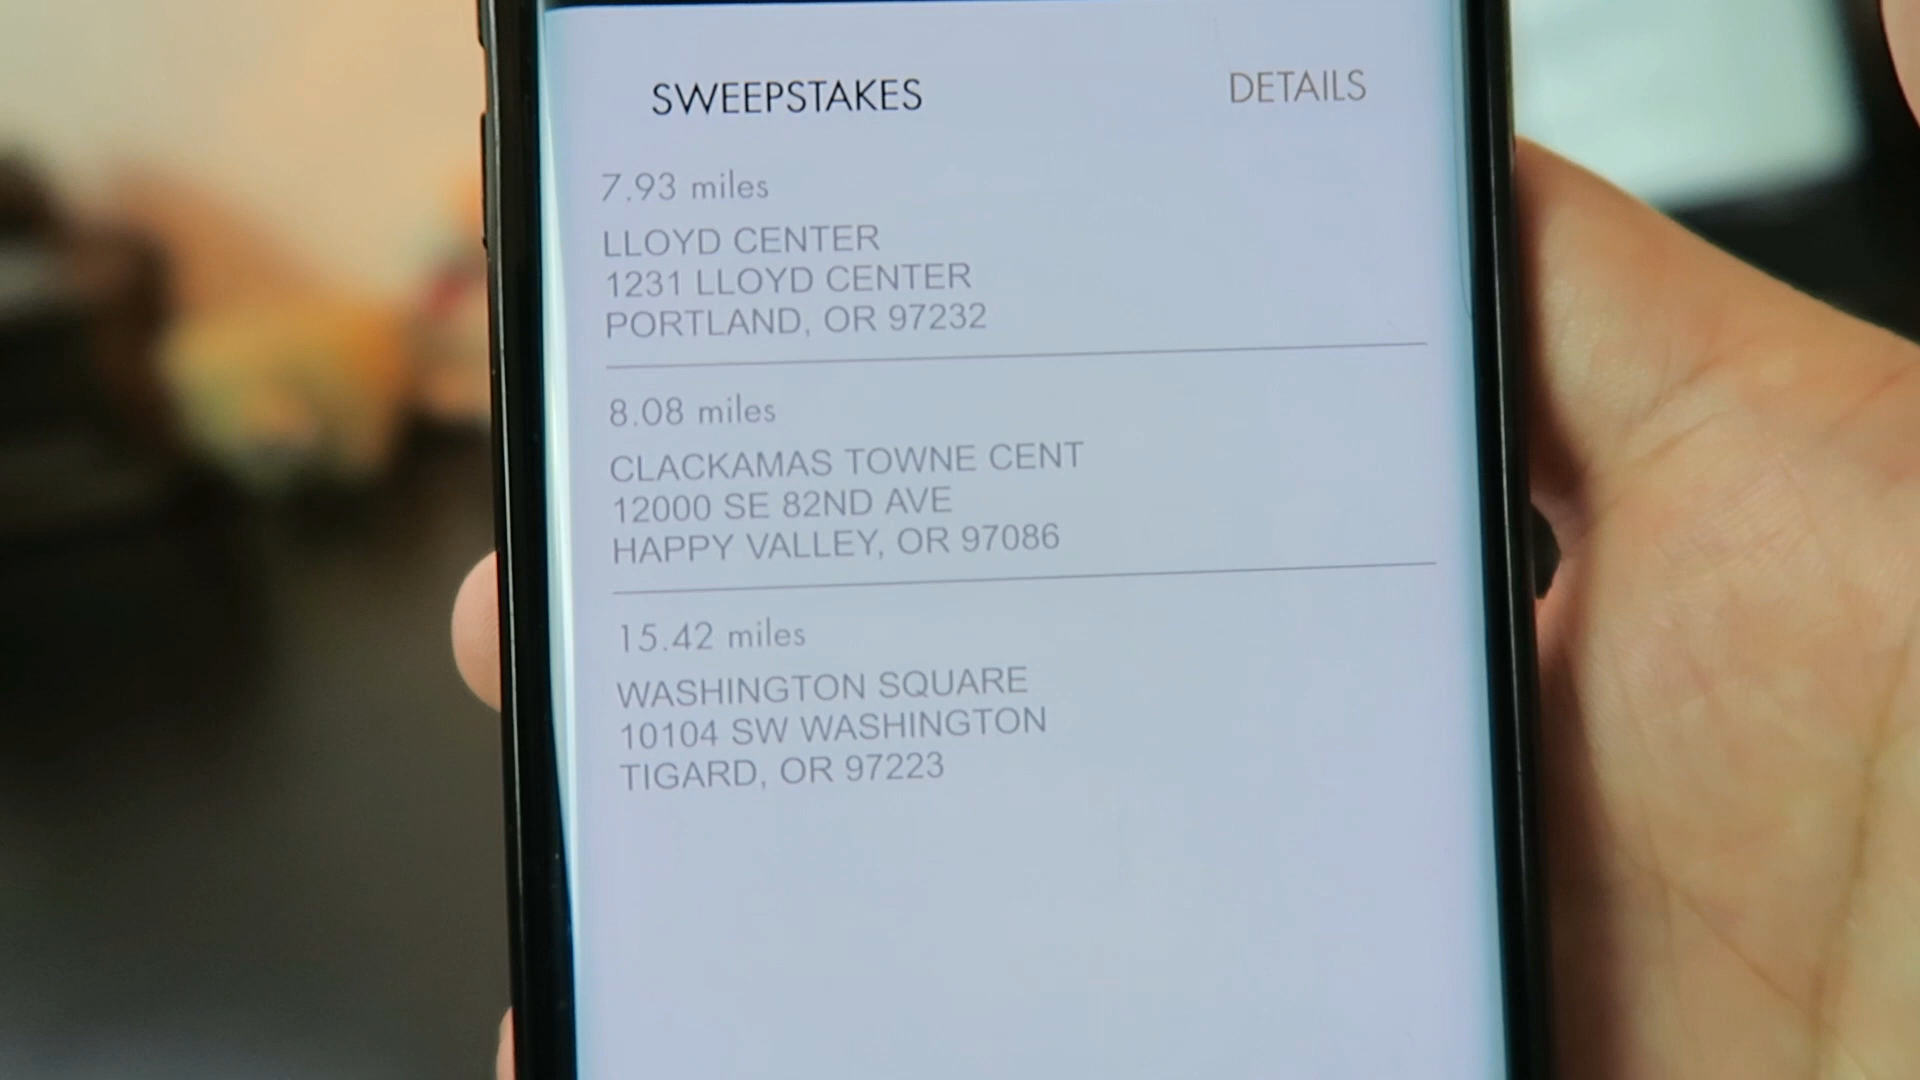 SWEEPSTAKES
DETAILS
7.93 miles
LLOYD CENTER
1231 LLOYD CENTER
PORTLAND, OR 97232
8.08 miles
CLACKAMAS TOWNE CENT
12000 SE 82ND AVE
HAPPY VALLEY, OR 97086
15.42 miles
WASHINGTON SQUARE
10104 SW WASHINGTON
TIGARD, OR 97223